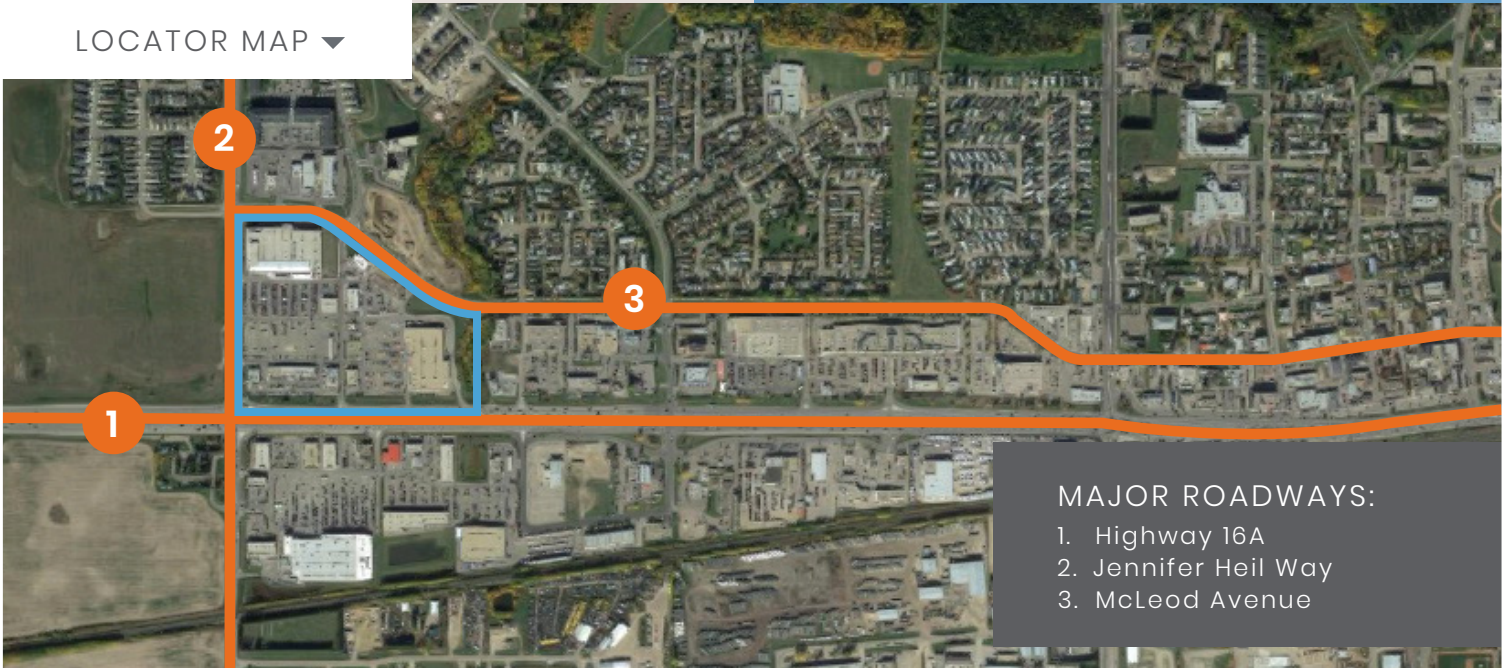 LOCATOR MAP
2
3
1
MAJOR ROADWAYS:
1. Highway 16A
2. Jennifer Heil Way
3. McLeod Avenue